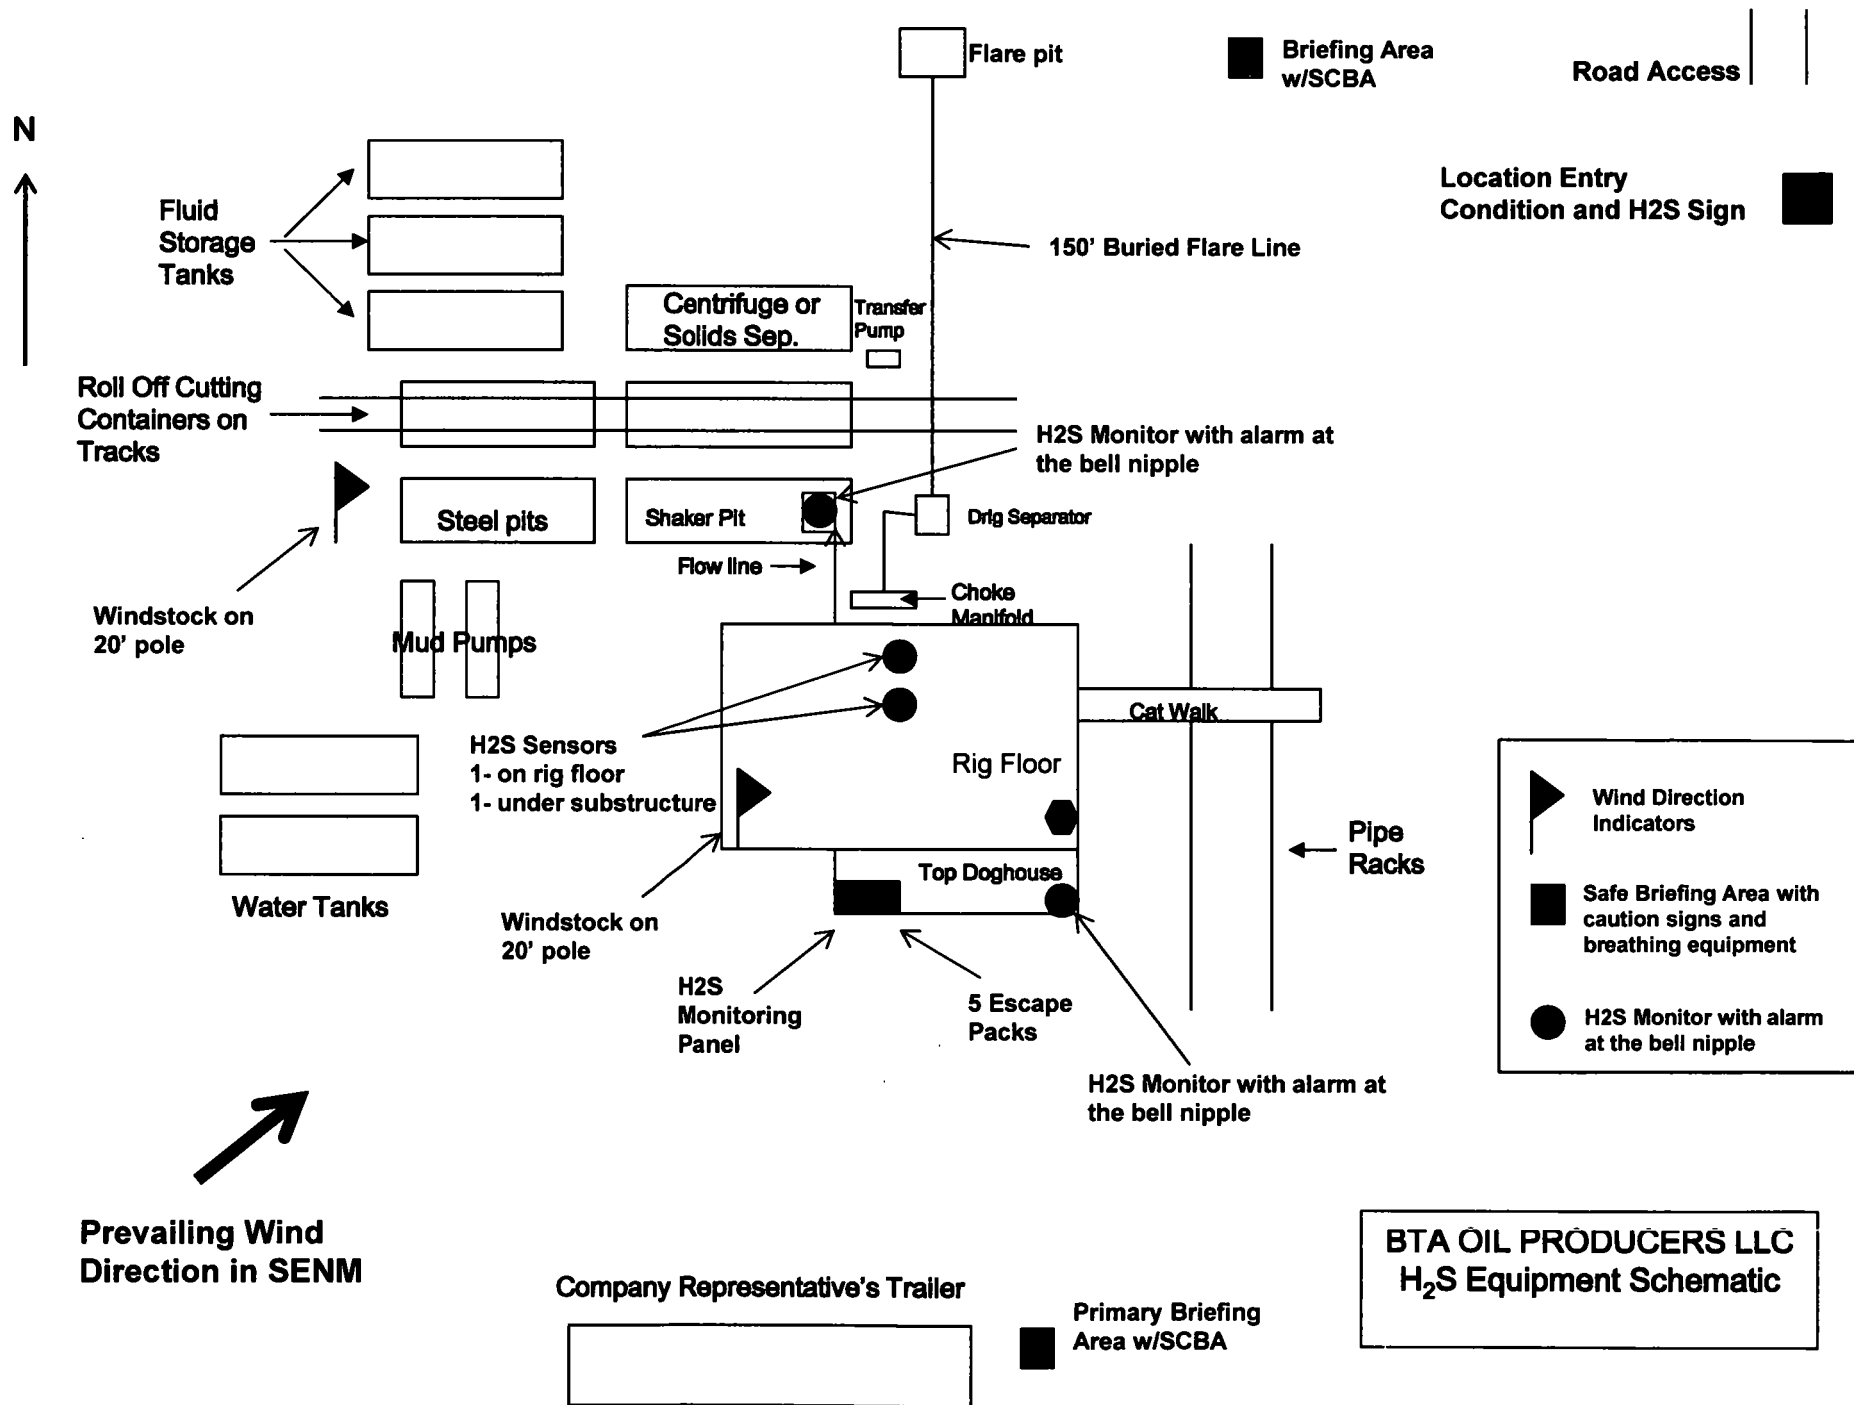 Flare pit
Briefing Area
w/SCBA
Road Access
N
Location Entry
Condition and H2S Sign
Fluid
Storage
Tanks
150' Buried Flare Line
Centrifuge or
Solids Sep.
Transfer
Pump
Roll Off Cutting
Containers on
Tracks
H2S Monitor with alarm at
the bell nipple
Steel pits
Shaker Pit
Drlg Separator
Flow line
Choke
Manifold
Windstock on
20' pole
Mud Pumps
Cat Walk
H2S Sensors
1- on rig floor
1- under substructure
Rig Floor
Wind Direction
Indicators
Pipe
Racks
Top Doghouse
Safe Briefing Area with
caution signs and
breathing equipment
Water Tanks
Windstock on
20' pole
H2S
Monitoring
Panel
5 Escape
Packs
H2S Monitor with alarm
at the bell nipple
H2S Monitor with alarm at
the bell nipple
Prevailing Wind
Direction in SENM
BTA OIL PRODUCERS LLC
H₂S Equipment Schematic
Company Representative's Trailer
Primary Briefing
Area w/SCBA